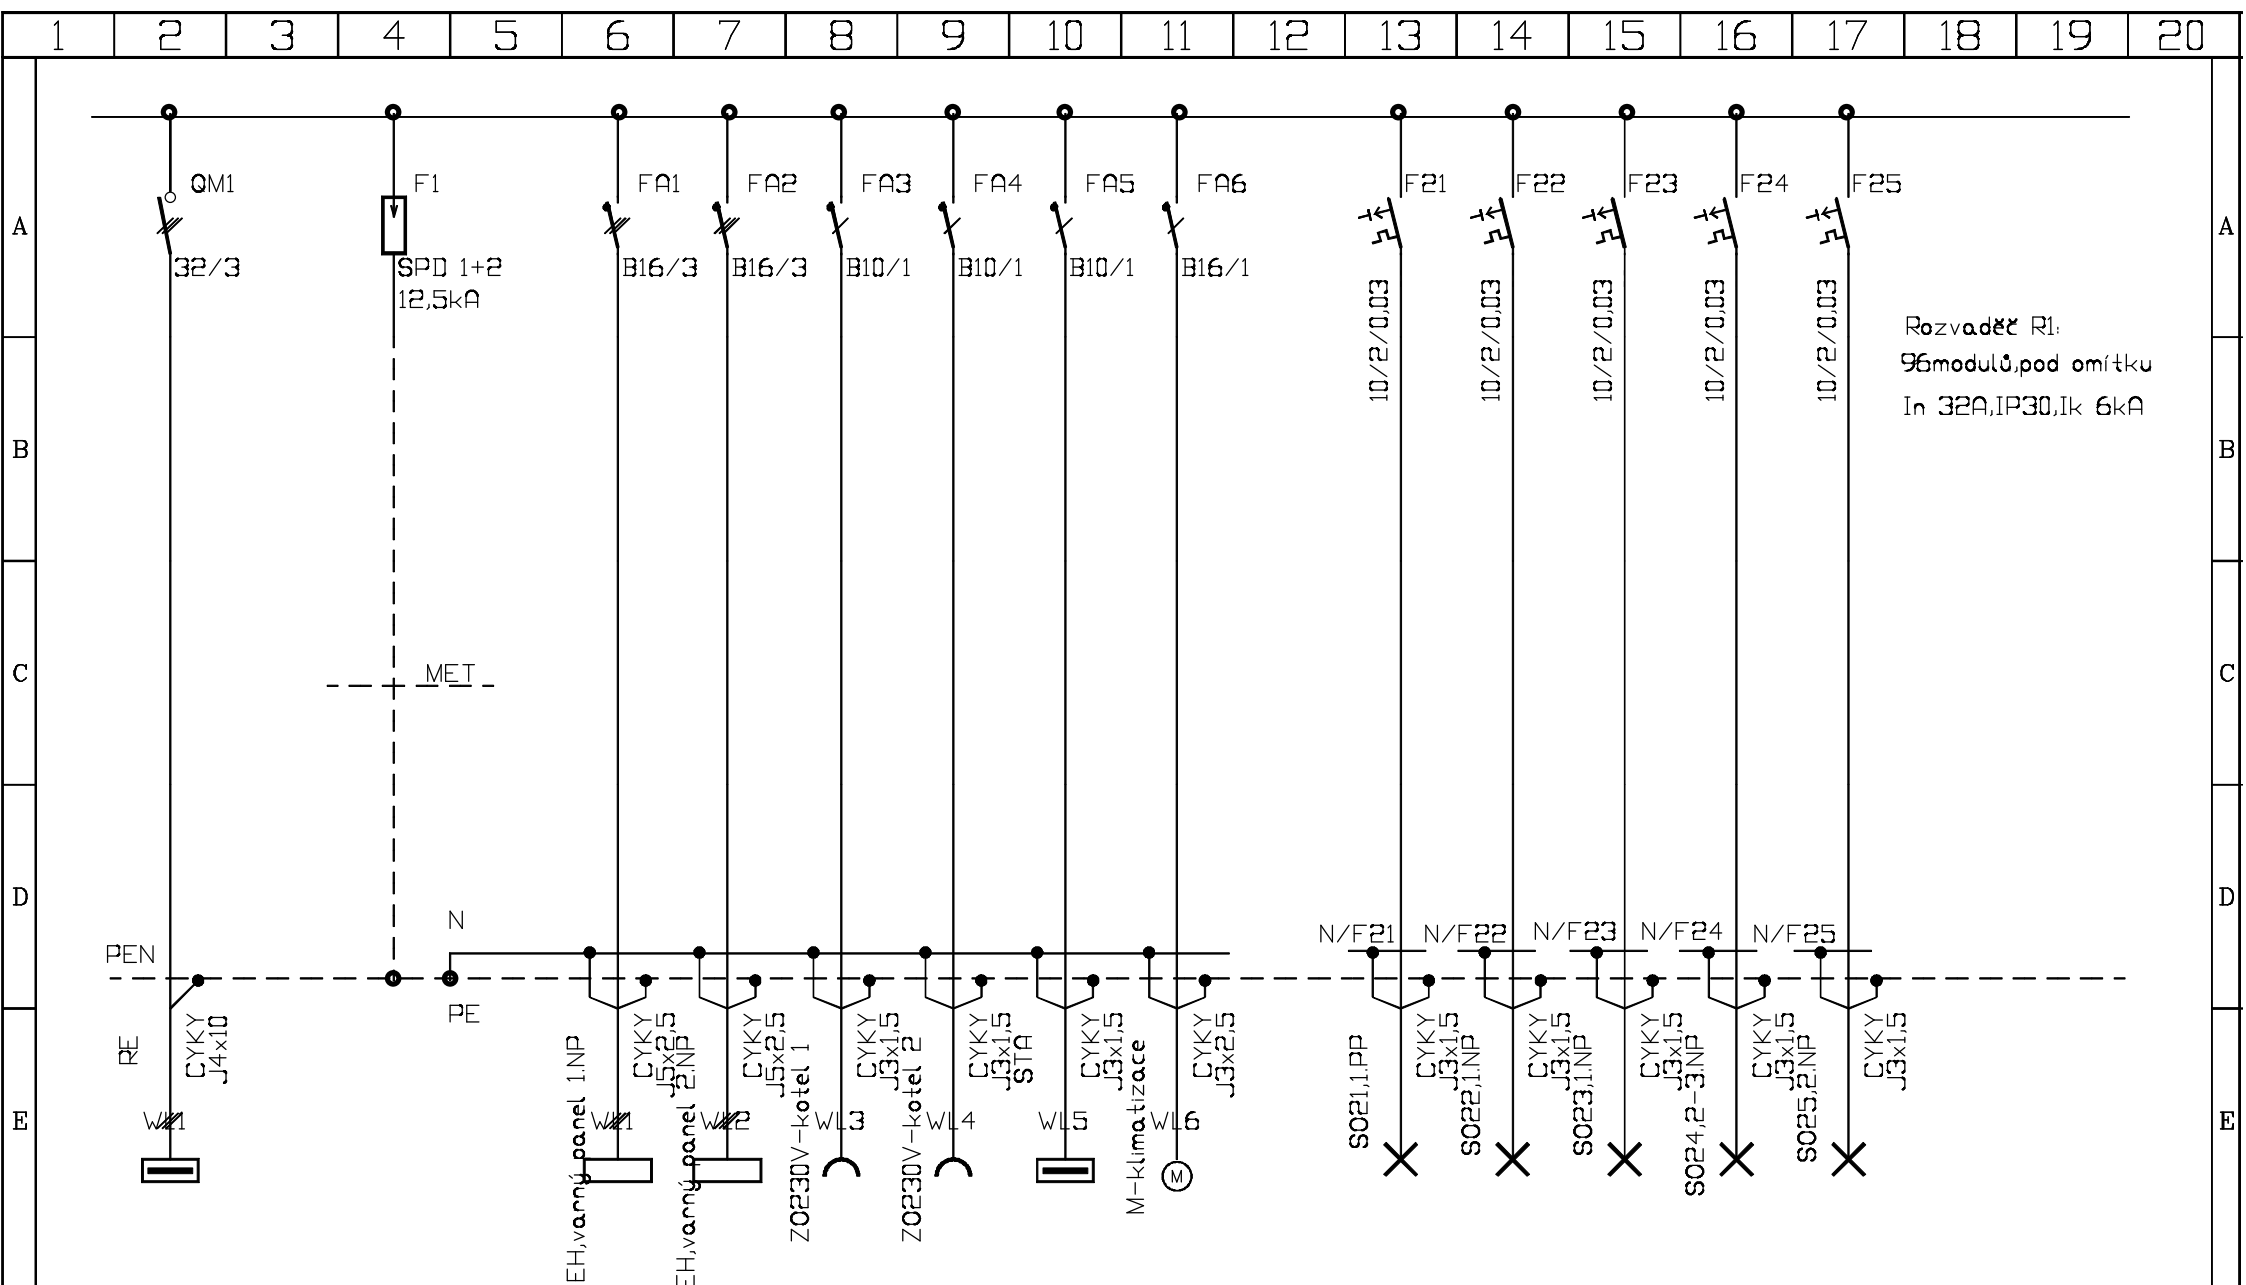 1 2 3 4 5 6 7 8 9 10 11 12 13 14 15 16 17 18 19 20
QM1 F1 FA1 FA2 FA3 FA4 FA5 FA6 F21 F22 F23 F24 F25
A A
32/3 SPD 1+2 B16/3 B16/3 B10/1 B10/1 B10/1 B16/1
12,5kA
10/2/0,03 10/2/0,03 10/2/0,03 10/2/0,03 10/2/0,03
Rozvaděč R1:
96modulů,pod omítku
In 32A,IP30,Ik 6kA
B B
C MET C
D D
N
PEN N/F21 N/F22 N/F23 N/F24 N/F25
PE
RE
CYKY
J4x10
EH,varný panel 1.NP
CYKY
J5x2,5
EH,varný panel 2.NP
CYKY
J5x2,5
ZO230V-kotel 1
CYKY
J3x1,5
ZO230V-kotel 2
CYKY
J3x1,5
STA
CYKY
J3x1,5
M-klimatizace
CYKY
J3x2,5
SO21,1.PP
CYKY
J3x1,5
SO22,1.NP
CYKY
J3x1,5
SO23,1.NP
CYKY
J3x1,5
SO24,2-3.NP
CYKY
J3x1,5
SO25,2.NP
CYKY
J3x1,5
E WL1 WL1 WL2 WL3 WL4 WL5 WL6 E
M